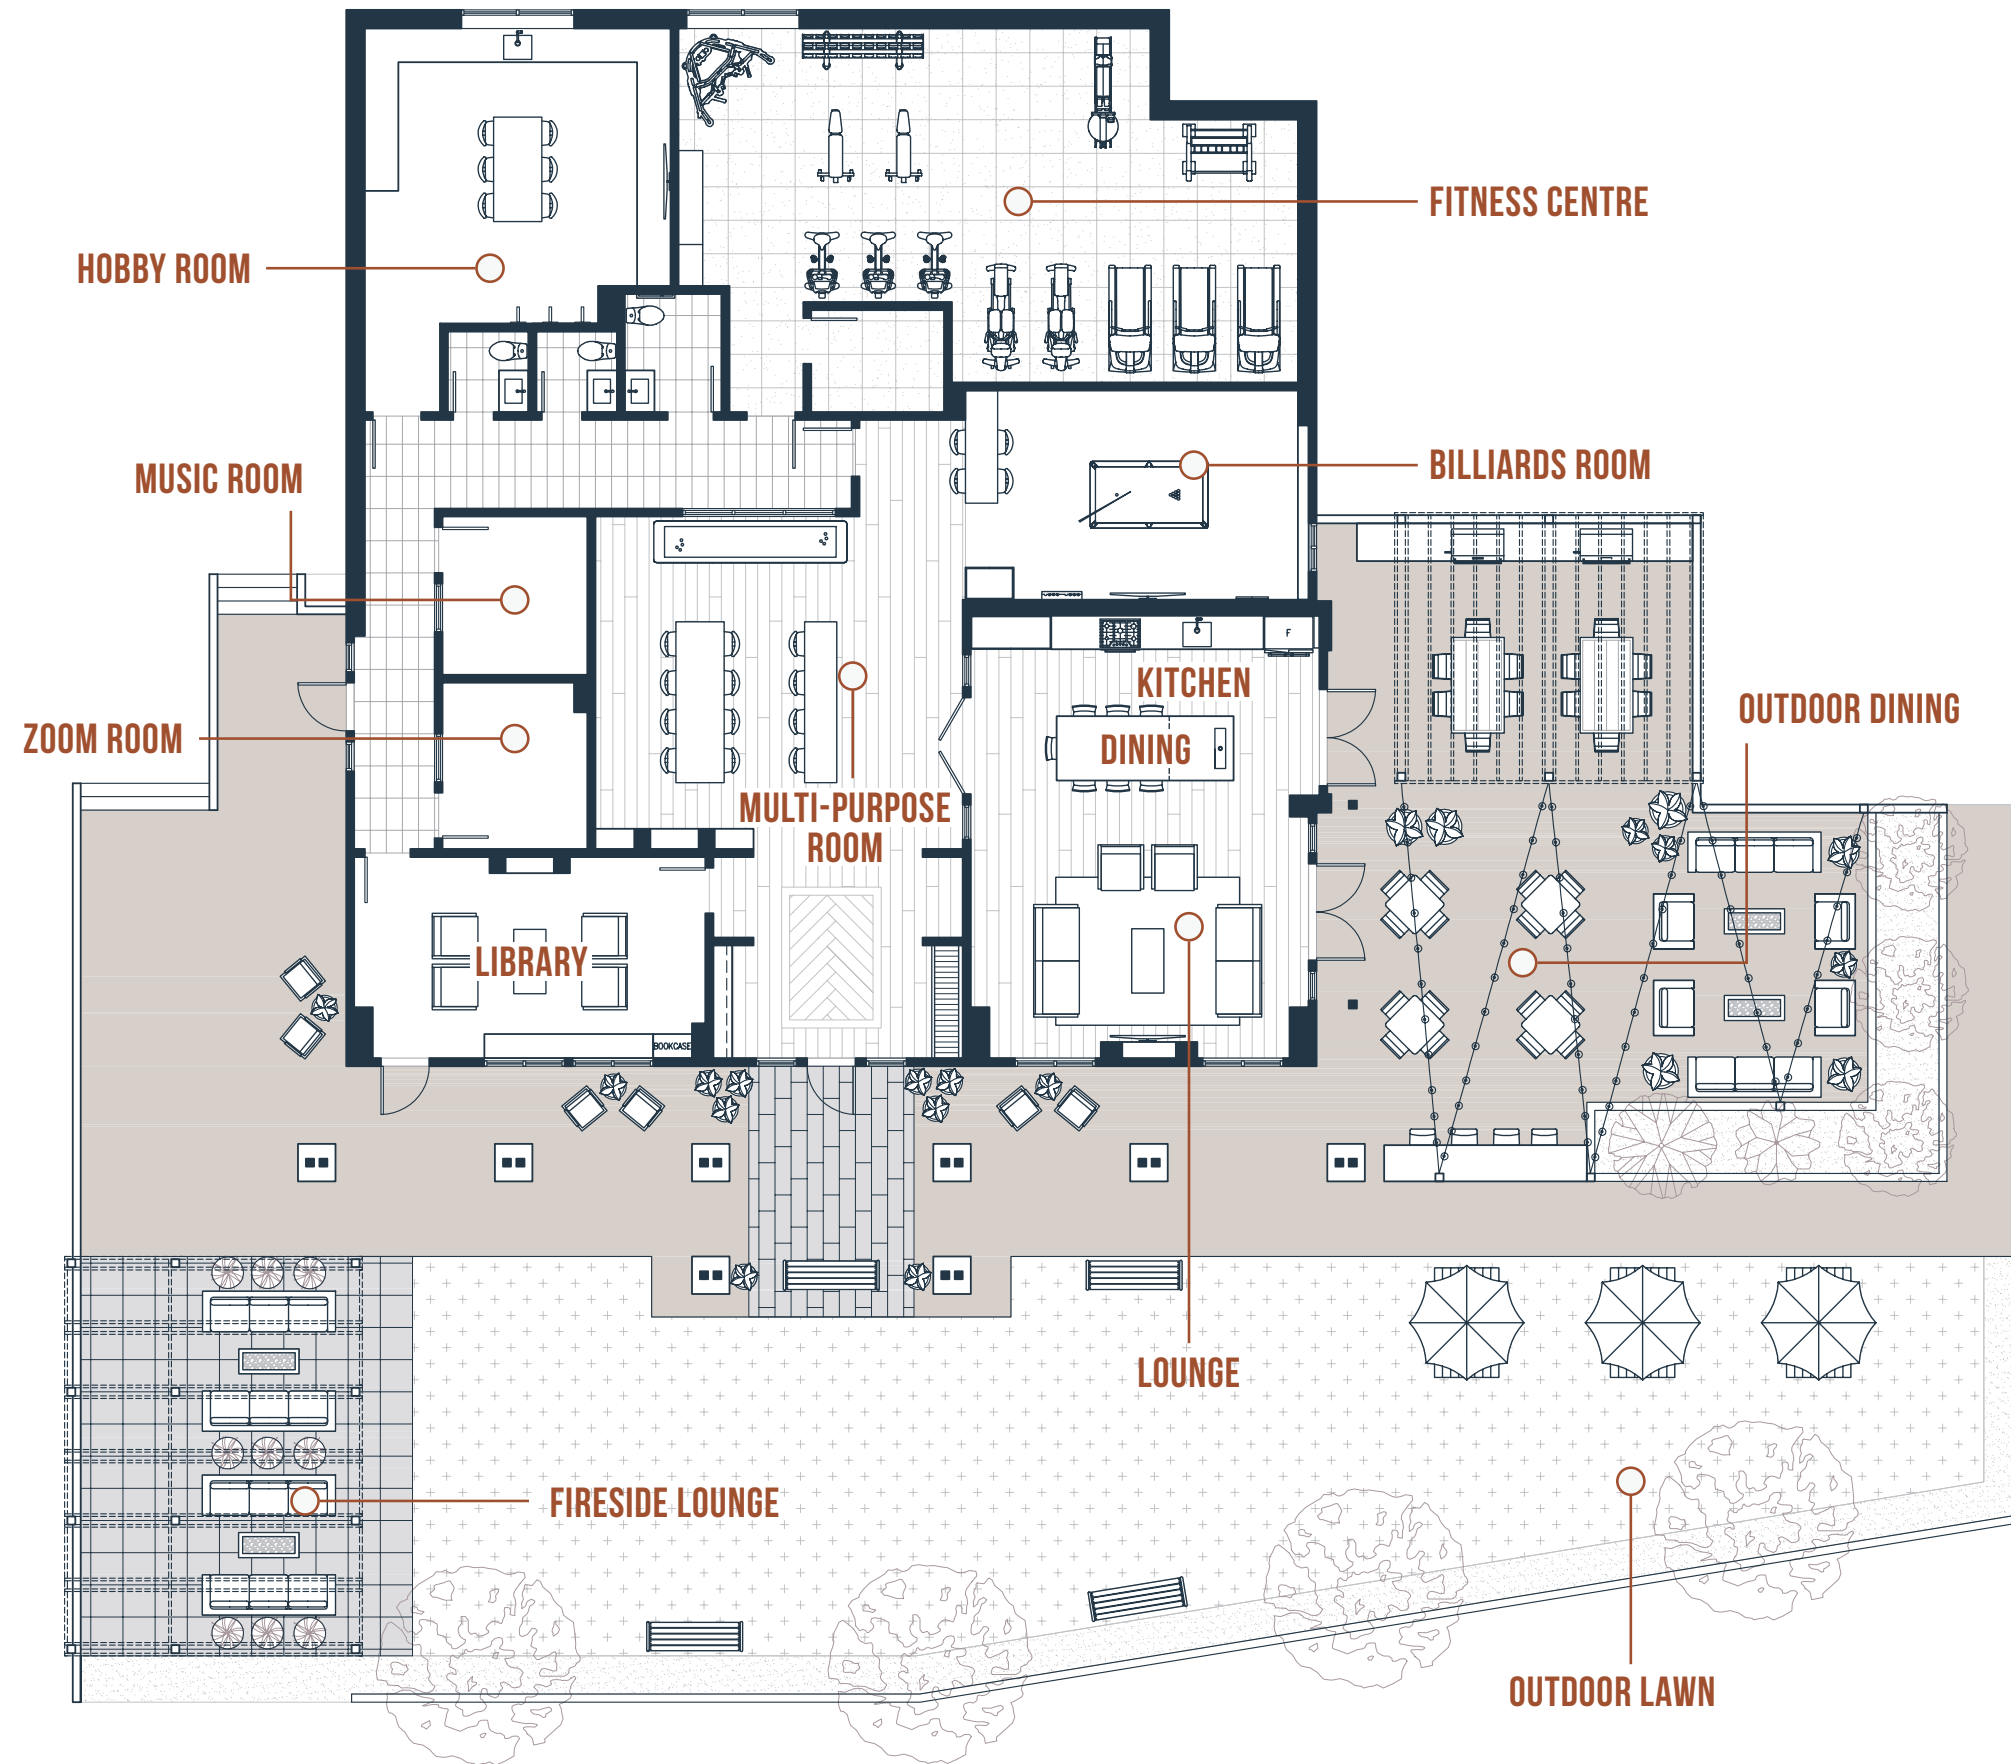 FITNESS CENTRE
HOBBY ROOM
BILLIARDS ROOM
MUSIC ROOM
F
KITCHEN
OUTDOOR DINING
ZOOM ROOM
DINING
MULTI-PURPOSE
ROOM
LIBRARY
BOOKCASE
LOUNGE
FIRESIDE LOUNGE
OUTDOOR LAWN